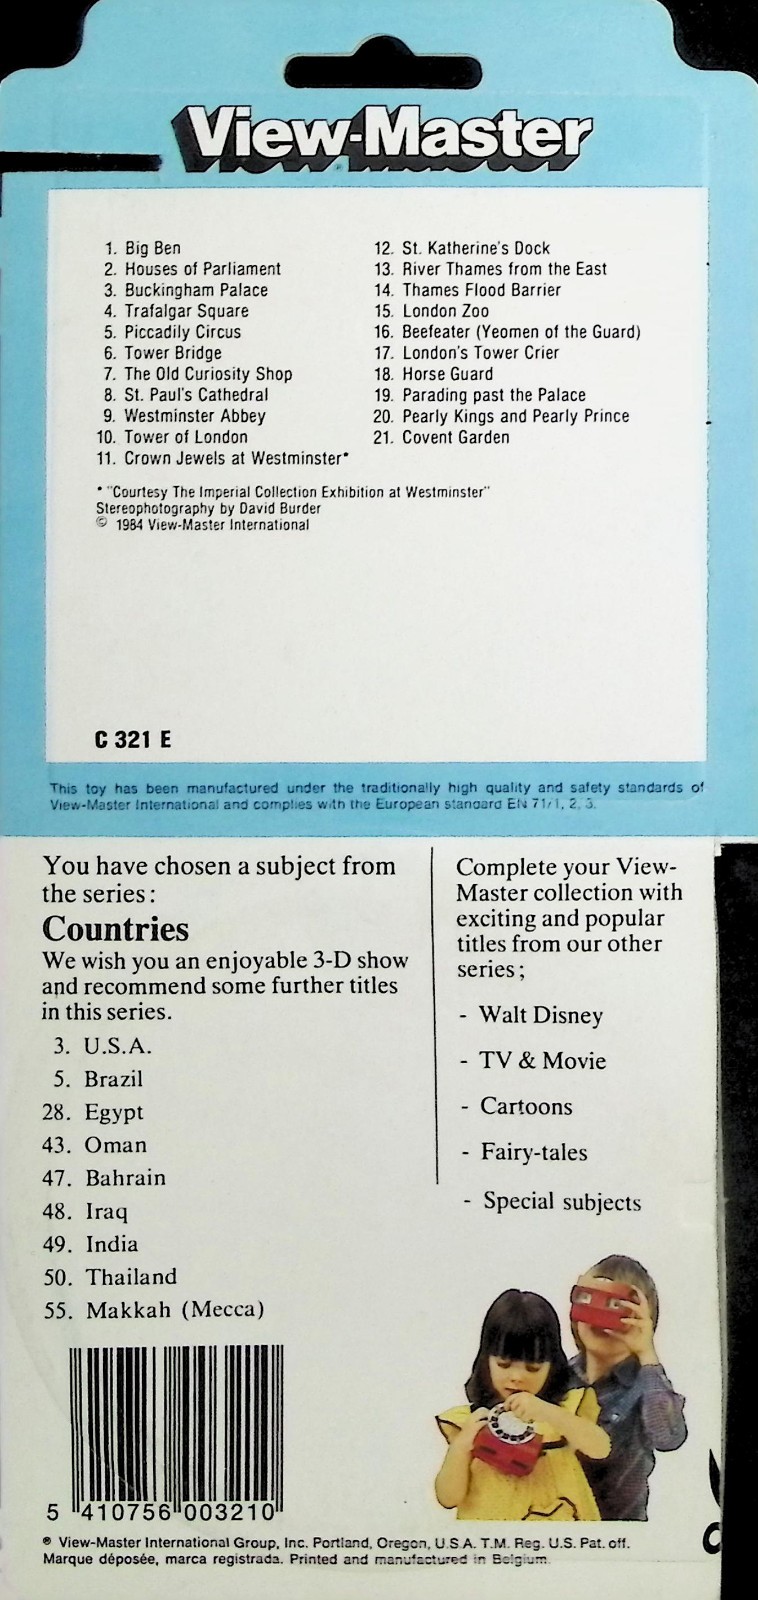 View-Master
1. Big Ben
2. Houses of Parliament
3. Buckingham Palace
4. Trafalgar Square
5. Piccadily Circus
6. Tower Bridge
7. The Old Curiosity Shop
8. St. Paul's Cathedral
9. Westminster Abbey
10. Tower of London
11. Crown Jewels at Westminster*
12. St. Katherine's Dock
13. River Thames from the East
14. Thames Flood Barrier
15. London Zoo
16. Beefeater (Yeomen of the Guard)
17. London's Tower Crier
18. Horse Guard
19. Parading past the Palace
20. Pearly Kings and Pearly Prince
21. Covent Garden
* "Courtesy The Imperial Collection Exhibition at Westminster"
Stereophotography by David Burder
© 1984 View-Master International
C 321 E
This toy has been manufactured under the traditionally high quality and safety standards of
View-Master International and complies with the European standard EN 71/1, 2, 3.
You have chosen a subject from
the series :
Countries
We wish you an enjoyable 3-D show
and recommend some further titles
in this series.
3. U.S.A.
5. Brazil
28. Egypt
43. Oman
47. Bahrain
48. Iraq
49. India
50. Thailand
55. Makkah (Mecca)
Complete your View-
Master collection with
exciting and popular
titles from our other
series ;
- Walt Disney
- TV & Movie
- Cartoons
- Fairy-tales
- Special subjects
5 410756 003210
® View-Master International Group, Inc. Portland, Oregon, U.S.A. T.M. Reg. U.S. Pat. off.
Marque déposée, marca registrada. Printed and manufactured in Belgium.